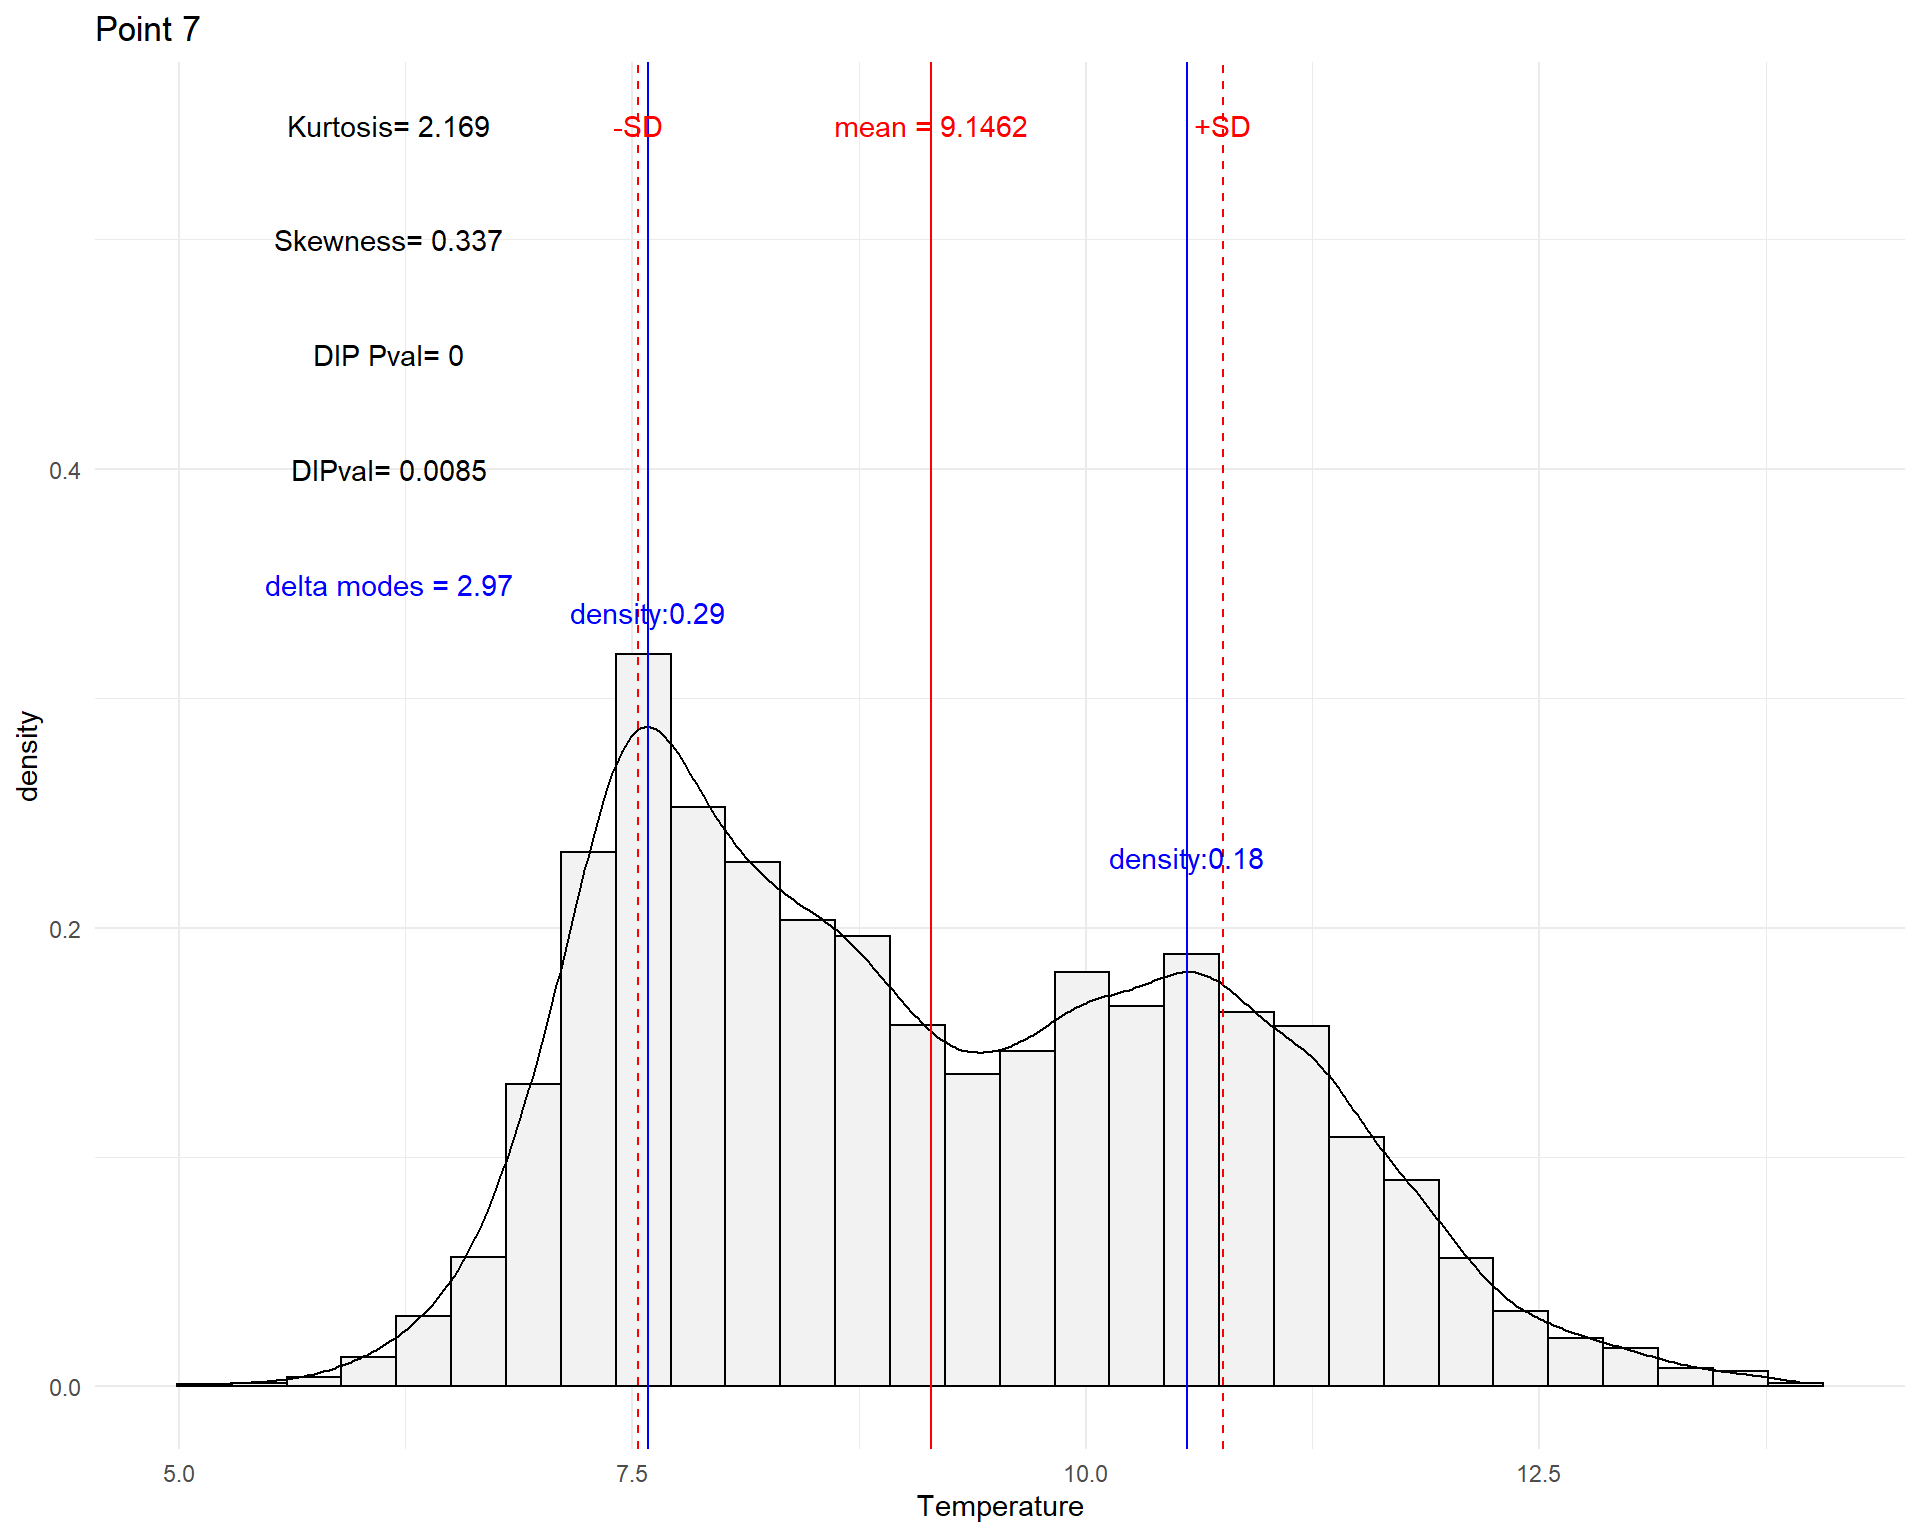 Point 7
Kurtosis= 2.169
-SD
mean = 9.1462
+SD
Skewness= 0.337
DIP Pval= 0
DIPval= 0.0085
delta modes = 2.97
density:0.29
density:0.18
density
0.4
0.2
0.0
5.0
7.5
10.0
12.5
Temperature